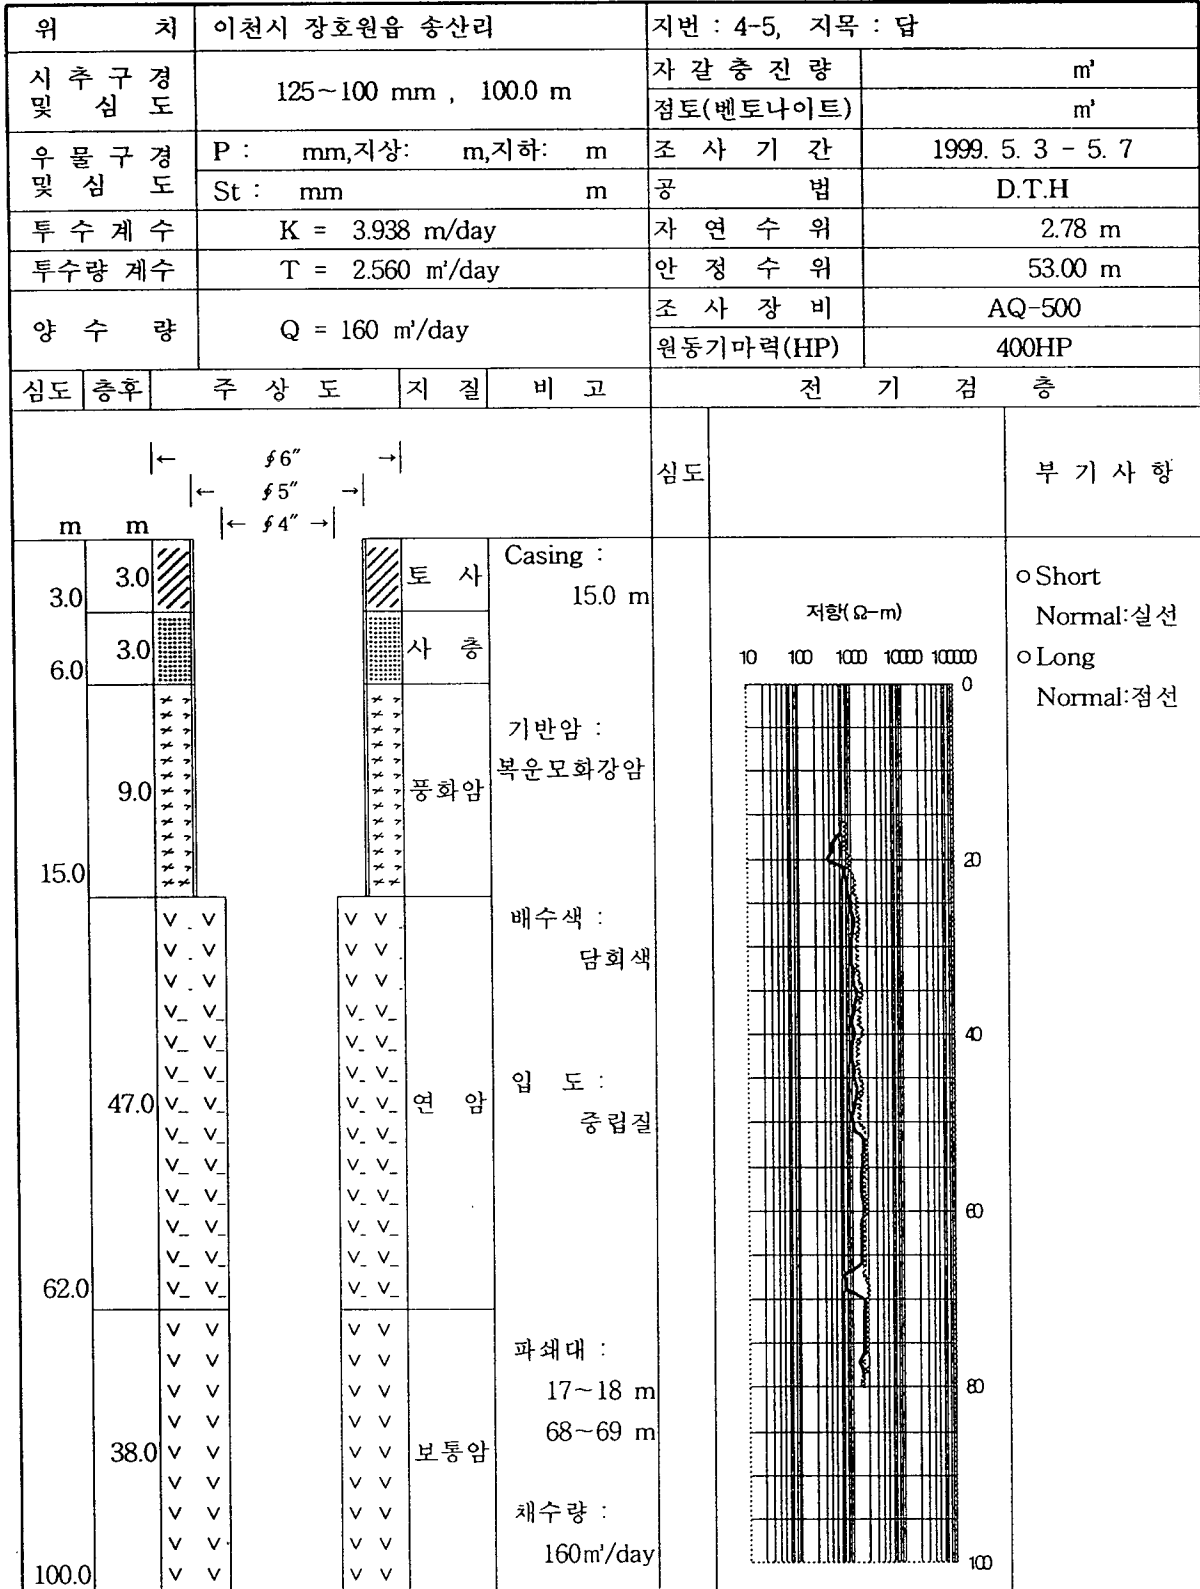 위 치 이천시 장호원읍 송산리 지번 : 4-5, 지목 : 답
시 추 구 경 및 심 도 125~100 mm , 100.0 m
자 갈 충 진 량 m³
점토(벤토나이트) m³
우 물 구 경 및 심 도 P : mm,지상: m,지하: m
St : mm m
조 사 기 간 1999. 5. 3 - 5. 7
공 법 D.T.H
투 수 계 수 K = 3.938 m/day
자 연 수 위 2.78 m
투수량 계수 T = 2.560 m²/day
안 정 수 위 53.00 m
양 수 량 Q = 160 m³/day
조 사 장 비 AQ-500
원동기마력(HP) 400HP
심도 층후 주 상 도 지 질 비 고 전 기 검 층
|← ∮6″ →|
|← ∮5″ →|
|← ∮4″ →|
m m
심도 부 기 사 항
3.0 3.0 토 사
6.0 3.0 사 층
15.0 9.0 풍화암
62.0 47.0 연 암
100.0 38.0 보통암
Casing :
15.0 m
기반암 :
복운모화강암
배수색 :
담회색
입 도 :
중립질
파쇄대 :
17~18 m
68~69 m
채수량 :
160m³/day
저항(Ω-m)
10 100 1000 10000 100000
0
20
40
60
80
100
○ Short
Normal:실선
○ Long
Normal:점선